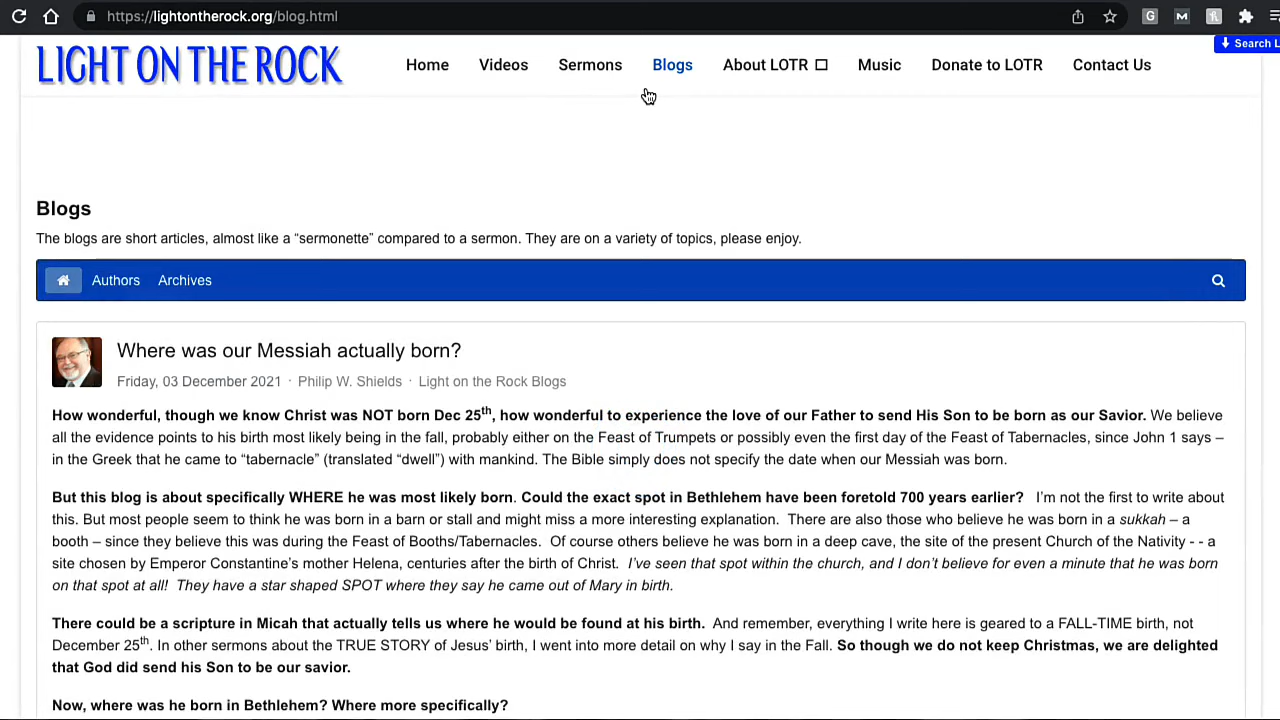 https://lightontherock.org/blog.html
Search L
LIGHT ON THE ROCK
Home Videos Sermons Blogs About LOTR Music Donate to LOTR Contact Us
Blogs
The blogs are short articles, almost like a “sermonette” compared to a sermon. They are on a variety of topics, please enjoy.
Authors Archives
Where was our Messiah actually born?
Friday, 03 December 2021 · Philip W. Shields · Light on the Rock Blogs
How wonderful, though we know Christ was NOT born Dec 25th, how wonderful to experience the love of our Father to send His Son to be born as our Savior. We believe
all the evidence points to his birth most likely being in the fall, probably either on the Feast of Trumpets or possibly even the first day of the Feast of Tabernacles, since John 1 says –
in the Greek that he came to “tabernacle” (translated “dwell”) with mankind. The Bible simply does not specify the date when our Messiah was born.
But this blog is about specifically WHERE he was most likely born. Could the exact spot in Bethlehem have been foretold 700 years earlier? I’m not the first to write about
this. But most people seem to think he was born in a barn or stall and might miss a more interesting explanation. There are also those who believe he was born in a sukkah – a
booth – since they believe this was during the Feast of Booths/Tabernacles. Of course others believe he was born in a deep cave, the site of the present Church of the Nativity - - a
site chosen by Emperor Constantine’s mother Helena, centuries after the birth of Christ. I’ve seen that spot within the church, and I don’t believe for even a minute that he was born
on that spot at all! They have a star shaped SPOT where they say he came out of Mary in birth.
There could be a scripture in Micah that actually tells us where he would be found at his birth. And remember, everything I write here is geared to a FALL-TIME birth, not
December 25th. In other sermons about the TRUE STORY of Jesus’ birth, I went into more detail on why I say in the Fall. So though we do not keep Christmas, we are delighted
that God did send his Son to be our savior.
Now, where was he born in Bethlehem? Where more specifically?